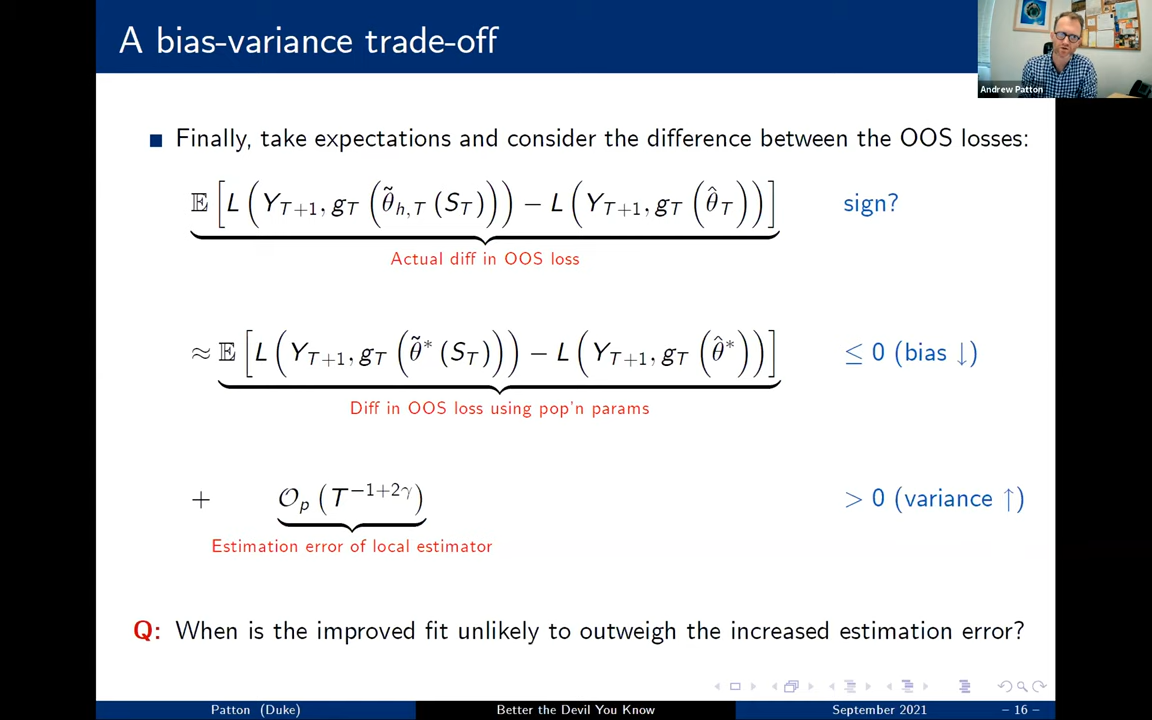 A bias-variance trade-off
Andrew Patton
Finally, take expectations and consider the difference between the OOS losses:
𝔼[L(Y_{T+1}, g_T(θ̃_{h,T}(S_T))) − L(Y_{T+1}, g_T(θ̂_T))] sign?
Actual diff in OOS loss
≈ 𝔼[L(Y_{T+1}, g_T(θ̃*(S_T))) − L(Y_{T+1}, g_T(θ̂*))] ≤ 0 (bias ↓)
Diff in OOS loss using pop'n params
+ 𝒪_p(T^{−1+2γ}) > 0 (variance ↑)
Estimation error of local estimator
Q: When is the improved fit unlikely to outweigh the increased estimation error?
Patton (Duke) Better the Devil You Know September 2021 – 16 –